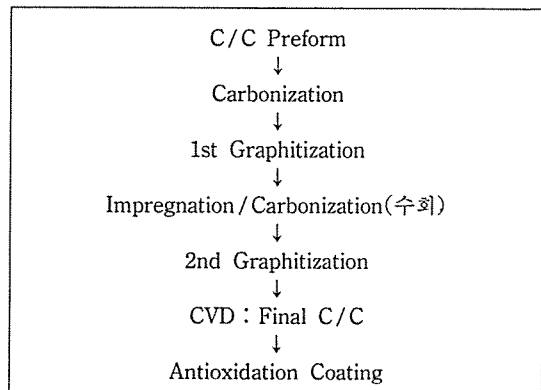 C/C Preform
↓
Carbonization
↓
1st Graphitization
↓
Impregnation/Carbonization(수회)
↓
2nd Graphitization
↓
CVD : Final C/C
↓
Antioxidation Coating